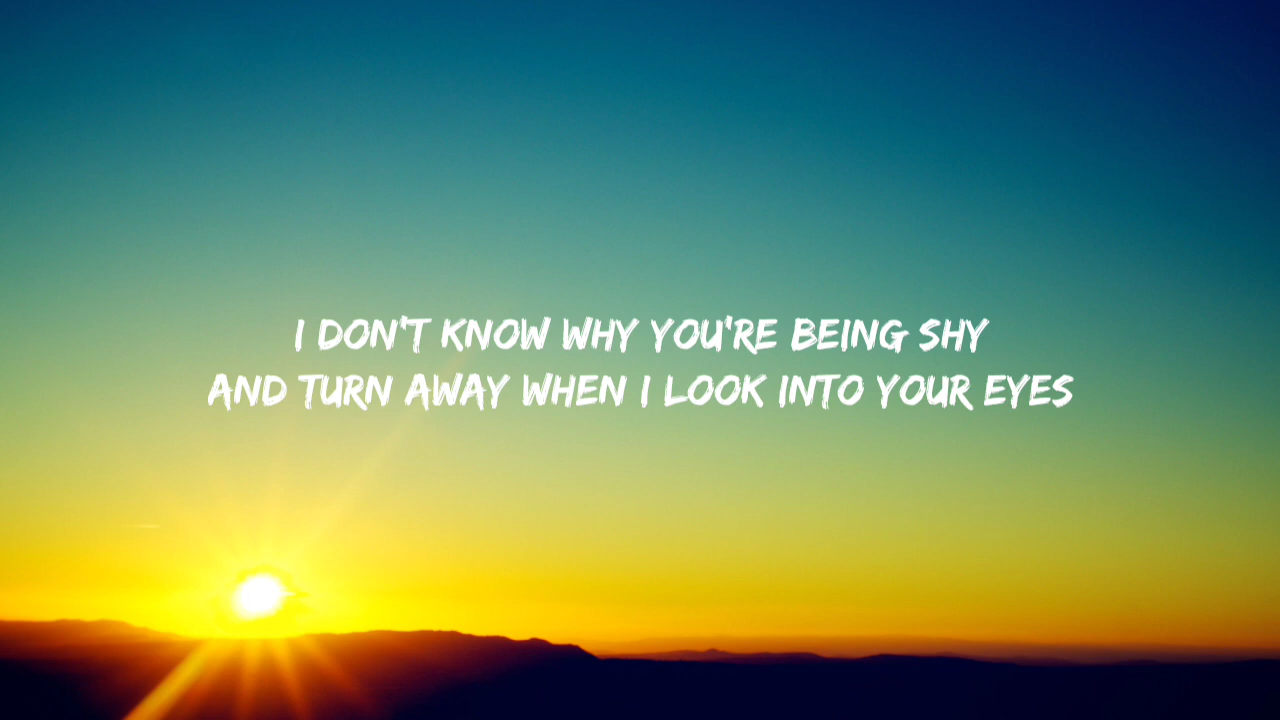 I DON'T KNOW WHY YOU'RE BEING SHY
AND TURN AWAY WHEN I LOOK INTO YOUR EYES